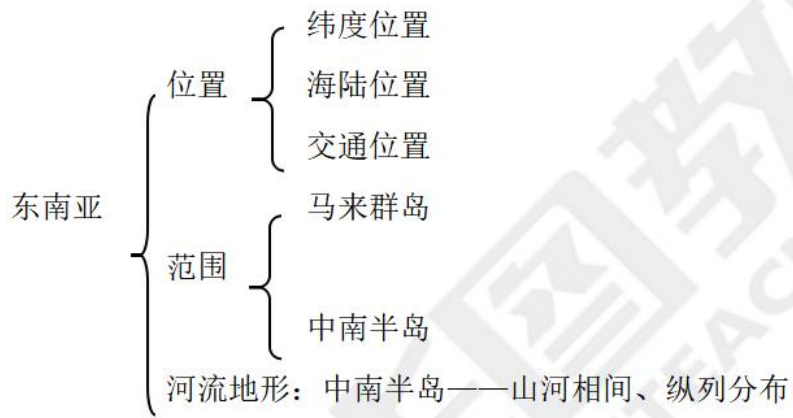 东南亚
位置
纬度位置
海陆位置
交通位置
范围
马来群岛
中南半岛
河流地形：中南半岛——山河相间、纵列分布